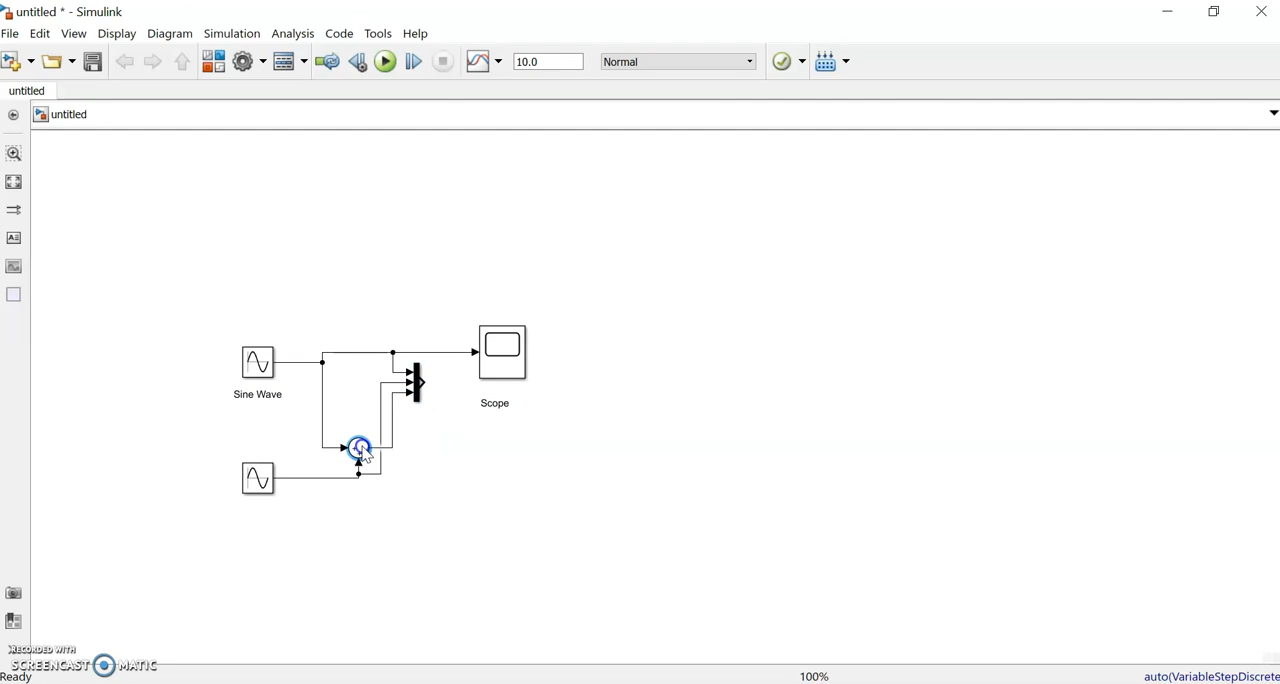 untitled * - Simulink
File Edit View Display Diagram Simulation Analysis Code Tools Help
10.0 Normal
untitled
untitled
Sine Wave
Scope
RECORDED WITH
SCREENCAST MATIC
Ready 100% auto(VariableStepDiscrete